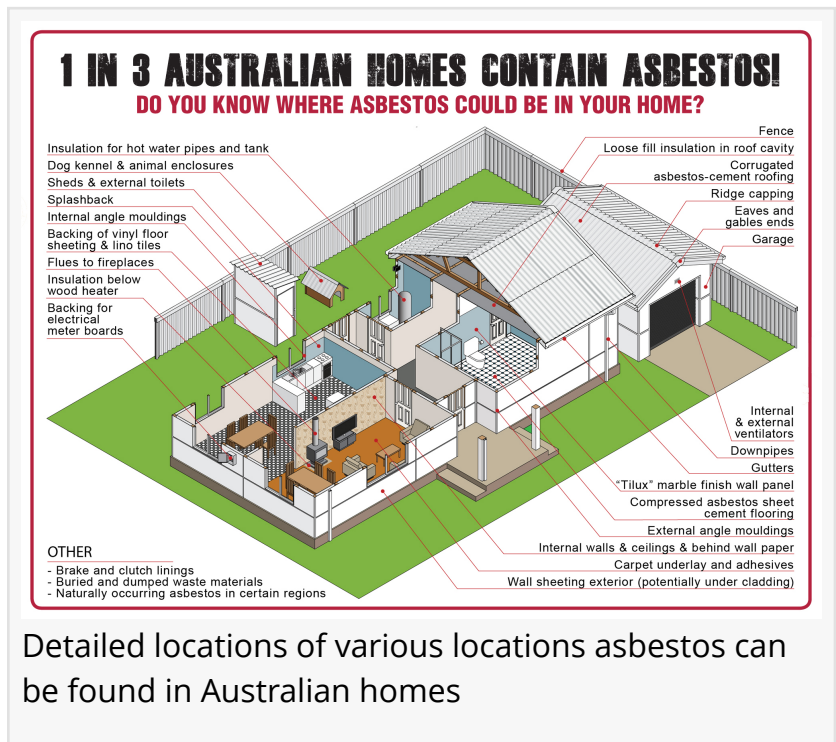 1 IN 3 AUSTRALIAN HOMES CONTAIN ASBESTOS!
DO YOU KNOW WHERE ASBESTOS COULD BE IN YOUR HOME?
Insulation for hot water pipes and tank
Dog kennel & animal enclosures
Sheds & external toilets
Splashback
Internal angle mouldings
Backing of vinyl floor
sheeting & lino tiles
Flues to fireplaces
Insulation below
wood heater
Backing for
electrical
meter boards
Fence
Loose fill insulation in roof cavity
Corrugated
asbestos-cement roofing
Ridge capping
Eaves and
gables ends
Garage
Internal
& external
ventilators
Downpipes
Gutters
“Tilux” marble finish wall panel
Compressed asbestos sheet
cement flooring
External angle mouldings
Internal walls & ceilings & behind wall paper
Carpet underlay and adhesives
Wall sheeting exterior (potentially under cladding)
OTHER
- Brake and clutch linings
- Buried and dumped waste materials
- Naturally occurring asbestos in certain regions
Detailed locations of various locations asbestos can
be found in Australian homes